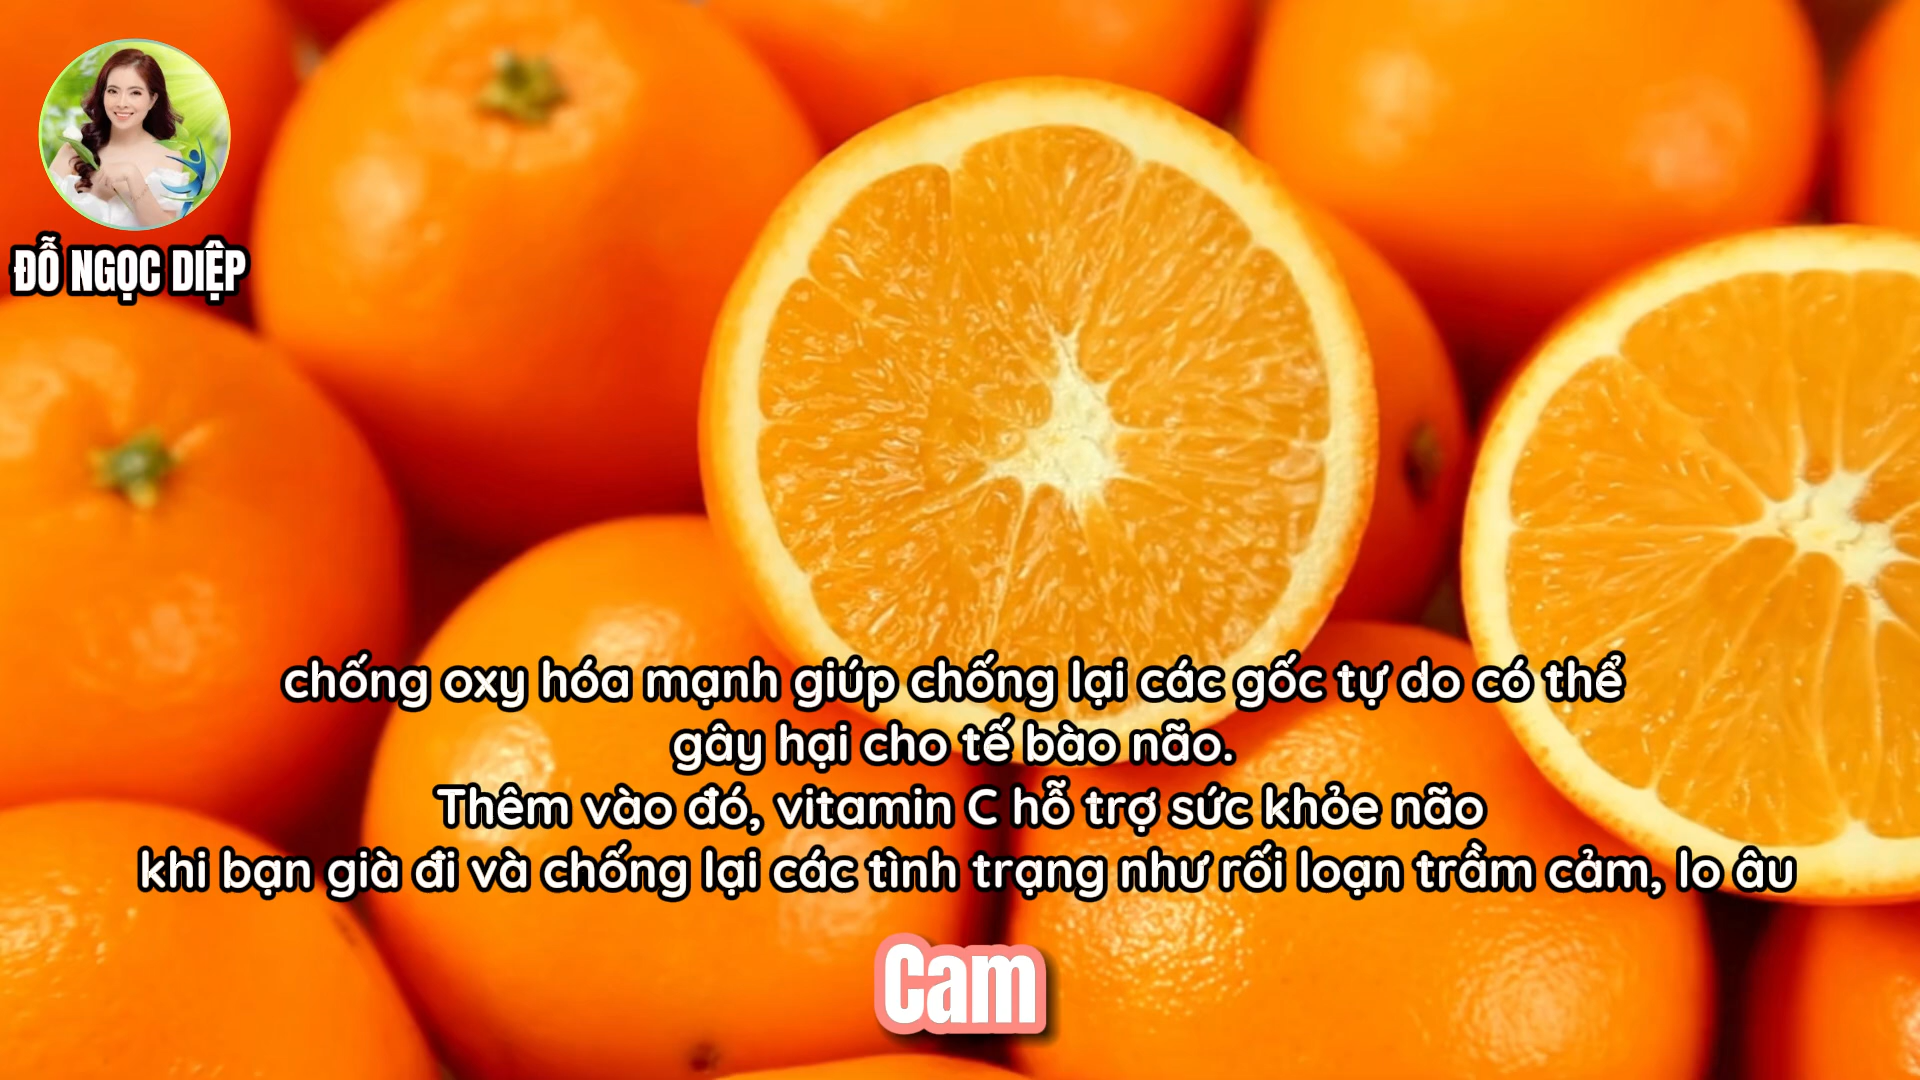 ĐỖ NGỌC DIỆP
chống oxy hóa mạnh giúp chống lại các gốc tự do có thể
gây hại cho tế bào não.
Thêm vào đó, vitamin C hỗ trợ sức khỏe não
khi bạn già đi và chống lại các tình trạng như rối loạn trầm cảm, lo âu
Cam